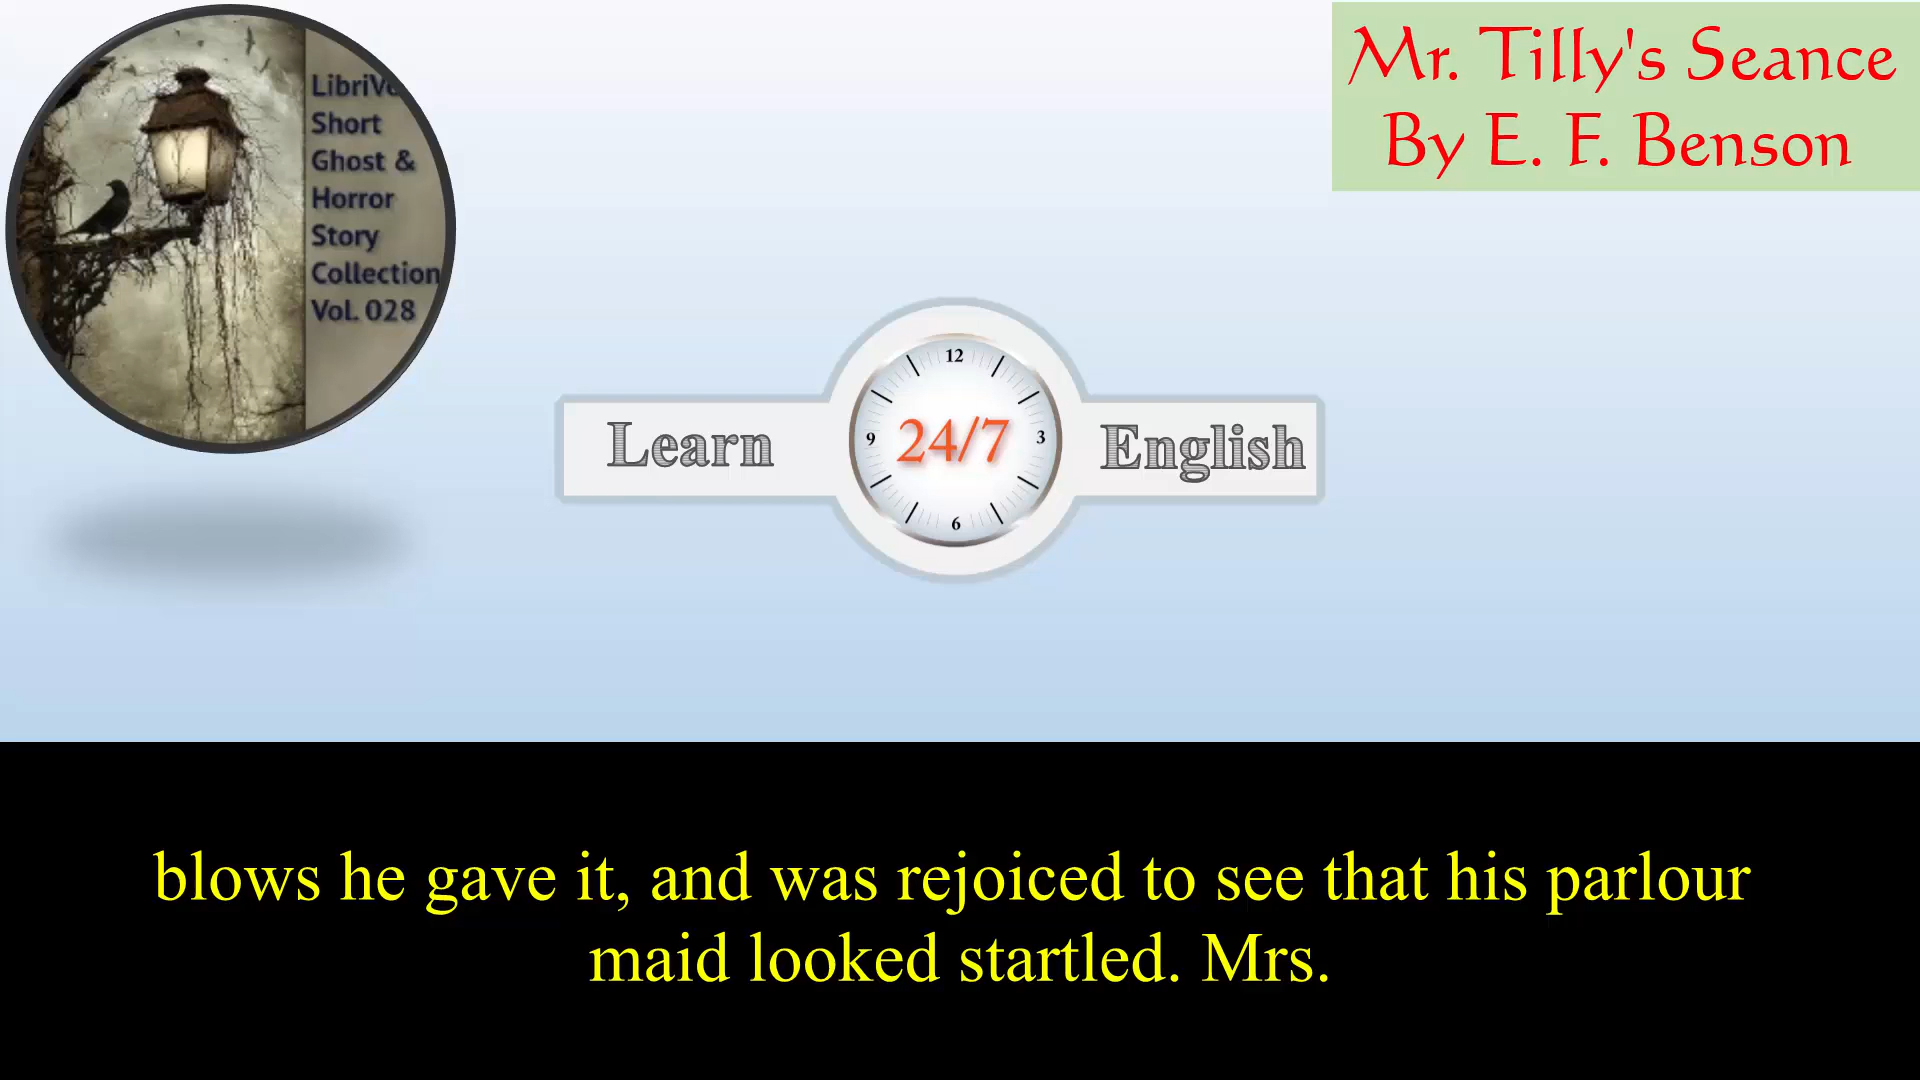 LibriVo
Short
Ghost &
Horror
Story
Collection
Vol. 028
Mr. Tilly's Seance
By E. F. Benson
Learn
12
9
24/7
3
6
English
blows he gave it, and was rejoiced to see that his parlour
maid looked startled. Mrs.